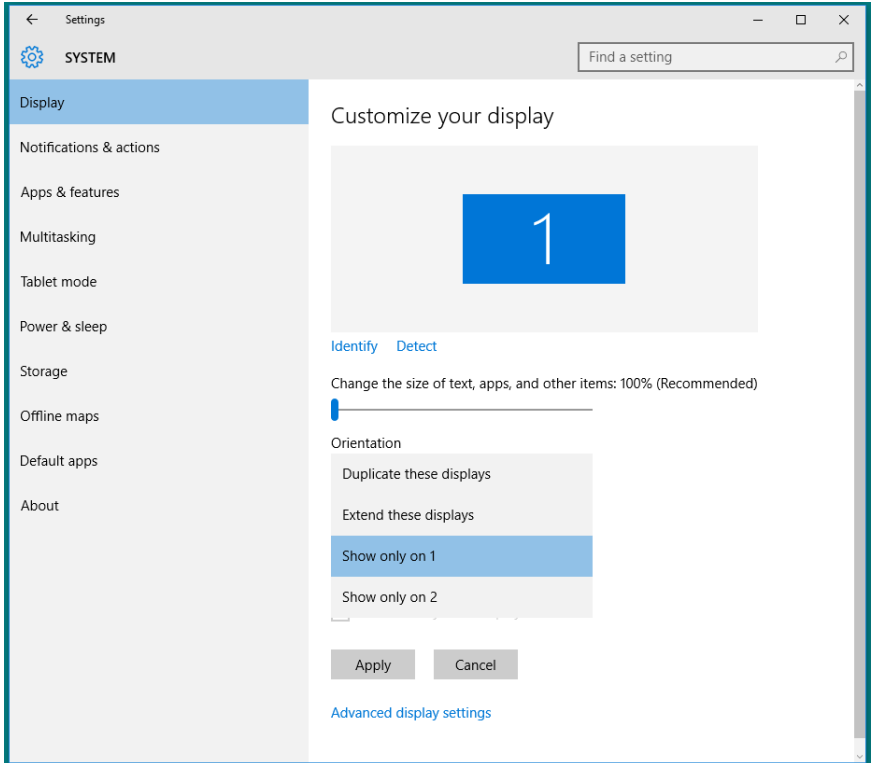 Settings
SYSTEM
Find a setting
Display
Notifications & actions
Apps & features
Multitasking
Tablet mode
Power & sleep
Storage
Offline maps
Default apps
About
Customize your display
1
Identify Detect
Change the size of text, apps, and other items: 100% (Recommended)
Orientation
Duplicate these displays
Extend these displays
Show only on 1
Show only on 2
Apply Cancel
Advanced display settings